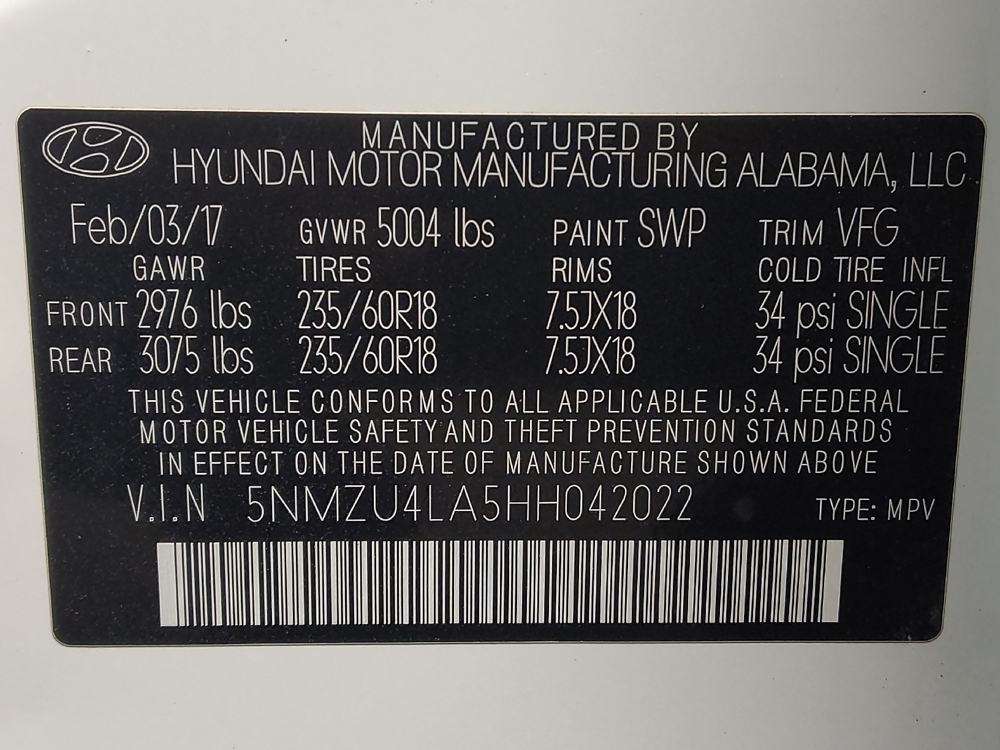 MANUFACTURED BY
HYUNDAI MOTOR MANUFACTURING ALABAMA, LLC
Feb/03/17 GVWR 5004 lbs PAINT SWP TRIM VFG
GAWR TIRES RIMS COLD TIRE INFL
FRONT 2976 lbs 235/60R18 7.5JX18 34 psi SINGLE
REAR 3075 lbs 235/60R18 7.5JX18 34 psi SINGLE
THIS VEHICLE CONFORMS TO ALL APPLICABLE U.S.A. FEDERAL
MOTOR VEHICLE SAFETY AND THEFT PREVENTION STANDARDS
IN EFFECT ON THE DATE OF MANUFACTURE SHOWN ABOVE
V.I.N 5NMZU4LA5HH042022 TYPE: MPV